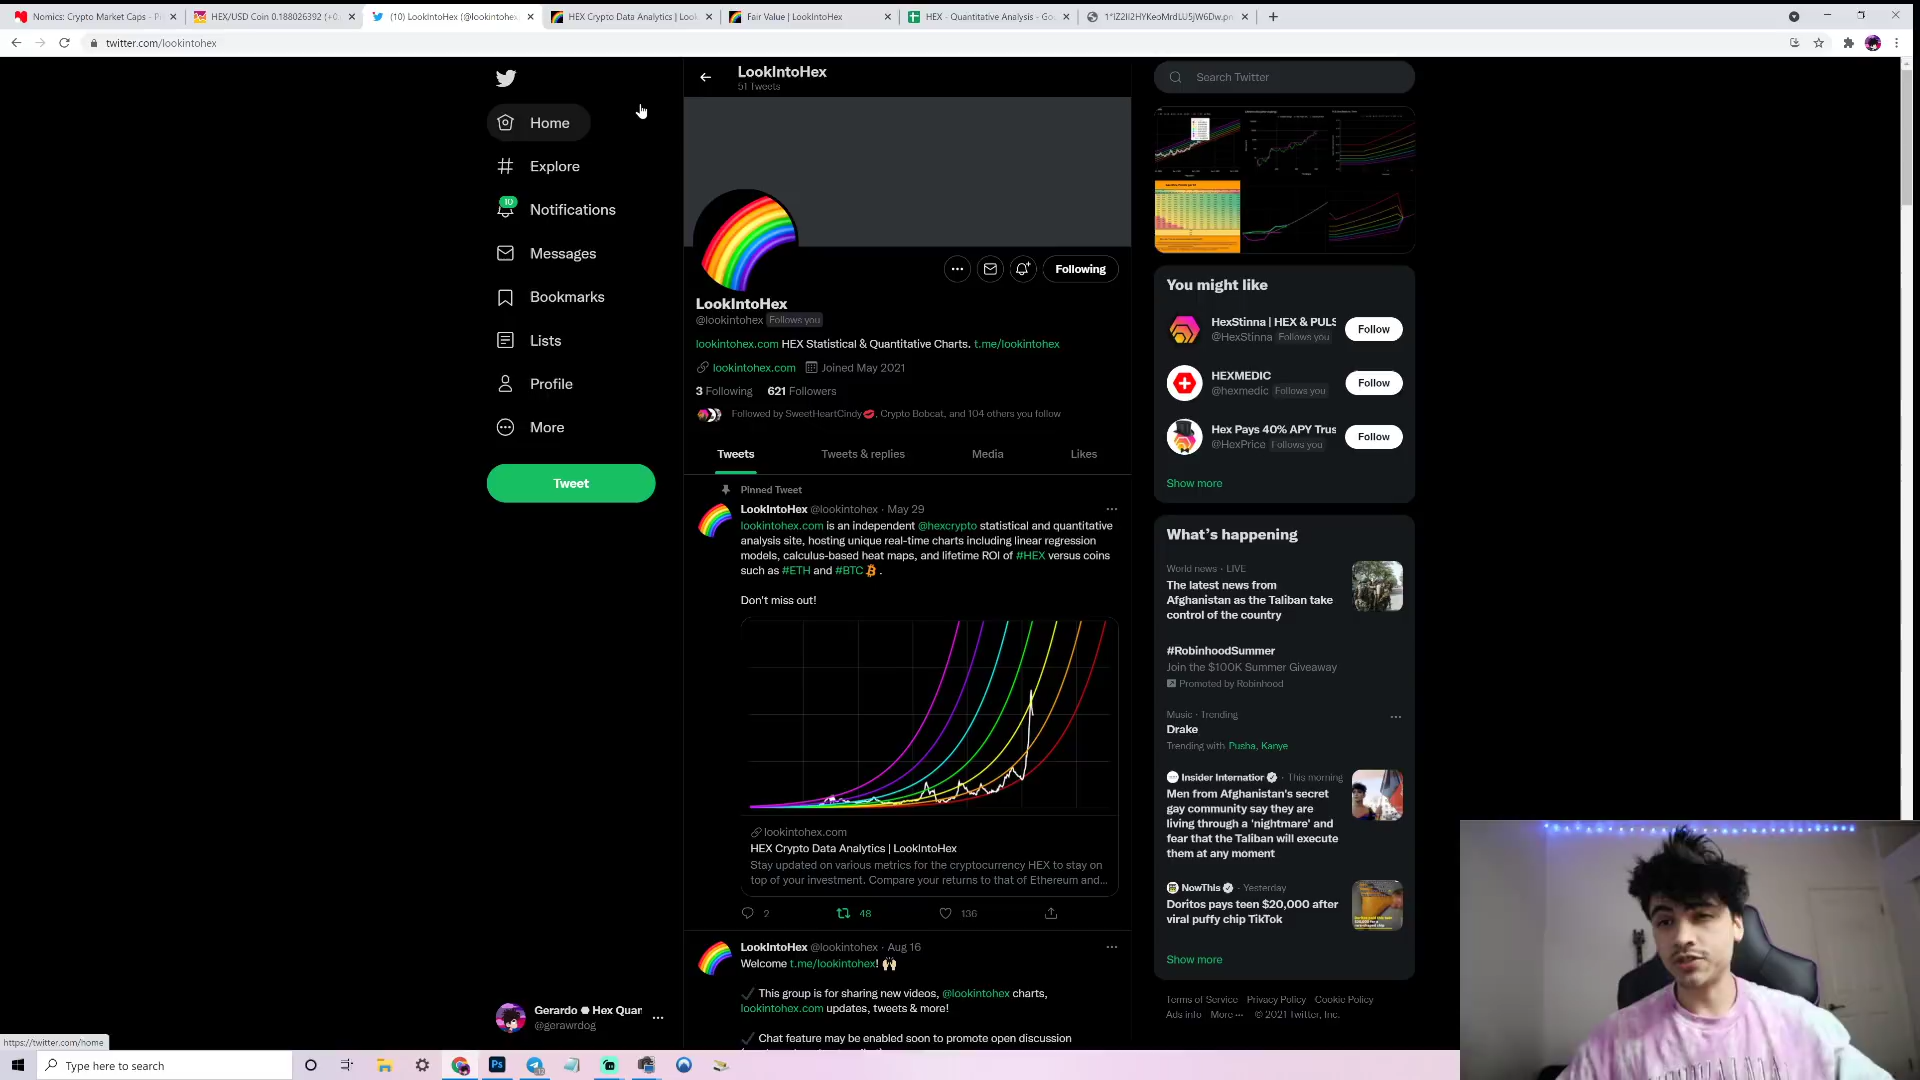 Nomics: Crypto Market Caps - P
HEX/USD Coin 0.188026392 (+0.
(10) LookIntoHex (@lookintohex
HEX Crypto Data Analytics | Look
Fair Value | LookIntoHex
HEX - Quantitative Analysis - Goo
twitter.com/lookintohex
Home
Explore
10
Notifications
Messages
Bookmarks
Lists
Profile
More
Tweet
Gerardo Hex Quan
@gerawrdog
https://twitter.com/home
LookIntoHex
51 Tweets
Following
LookIntoHex
@lookintohex Follows you
lookintohex.com HEX Statistical & Quantitative Charts. t.me/lookintohex
lookintohex.com Joined May 2021
3 Following 621 Followers
Followed by SweetHeartCindy💋, Crypto Bobcat, and 104 others you follow
Tweets Tweets & replies Media Likes
Pinned Tweet
LookIntoHex @lookintohex · May 29
lookintohex.com is an independent @hexcrypto statistical and quantitative
analysis site, hosting unique real-time charts including linear regression
models, calculus-based heat maps, and lifetime ROI of #HEX versus coins
such as #ETH and #BTC .
Don't miss out!
lookintohex.com
HEX Crypto Data Analytics | LookIntoHex
Stay updated on various metrics for the cryptocurrency HEX to stay on
top of your investment. Compare your returns to that of Ethereum and...
2 48 136
LookIntoHex @lookintohex · Aug 16
Welcome t.me/lookintohex! 🙌
✔ This group is for sharing new videos, @lookintohex charts,
lookintohex.com updates, tweets & more!
✔ Chat feature may be enabled soon to promote open discussion
Search Twitter
You might like
HexStinna | HEX & PULS
@HexStinna Follows you
Follow
HEXMEDIC
@hexmedic Follows you
Follow
Hex Pays 40% APY Trus
@HexPrice Follows you
Follow
Show more
What's happening
World news · LIVE
The latest news from
Afghanistan as the Taliban take
control of the country
#RobinhoodSummer
Join the $100K Summer Giveaway
Promoted by Robinhood
Music · Trending
Drake
Trending with Pusha, Kanye
Insider Internatior · This morning
Men from Afghanistan's secret
gay community say they are
living through a 'nightmare' and
fear that the Taliban will execute
them at any moment
NowThis · Yesterday
Doritos pays teen $20,000 after
viral puffy chip TikTok
Show more
Terms of Service Privacy Policy Cookie Policy
Ads info More ··· © 2021 Twitter, Inc.
Type here to search
Ps